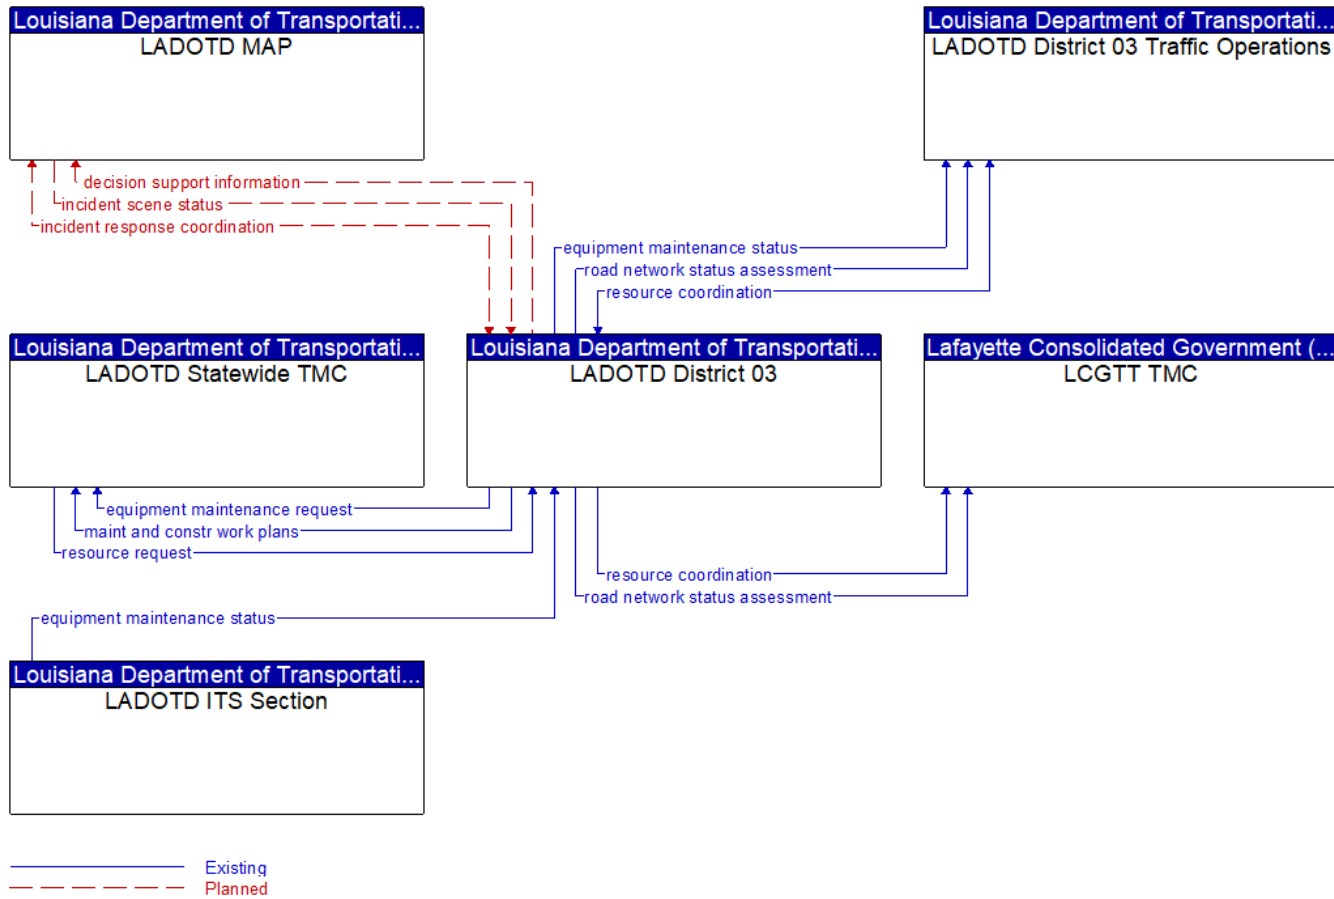 Louisiana Department of Transportati...
LADOTD MAP
Louisiana Department of Transportati...
LADOTD District 03 Traffic Operations
decision support information
incident scene status
incident response coordination
equipment maintenance status
road network status assessment
resource coordination
Louisiana Department of Transportati...
LADOTD Statewide TMC
Louisiana Department of Transportati...
LADOTD District 03
Lafayette Consolidated Government (...
LCGTT TMC
equipment maintenance request
maint and constr work plans
resource request
resource coordination
road network status assessment
equipment maintenance status
Louisiana Department of Transportati...
LADOTD ITS Section
Existing
Planned